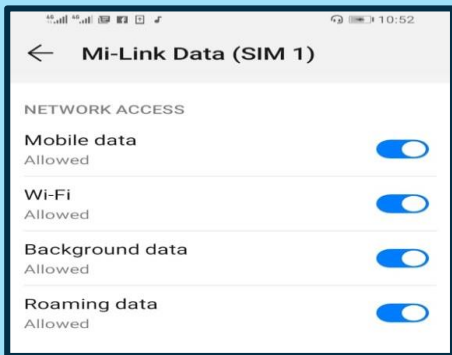 10:52
Mi-Link Data (SIM 1)
NETWORK ACCESS
Mobile data
Allowed
Wi-Fi
Allowed
Background data
Allowed
Roaming data
Allowed